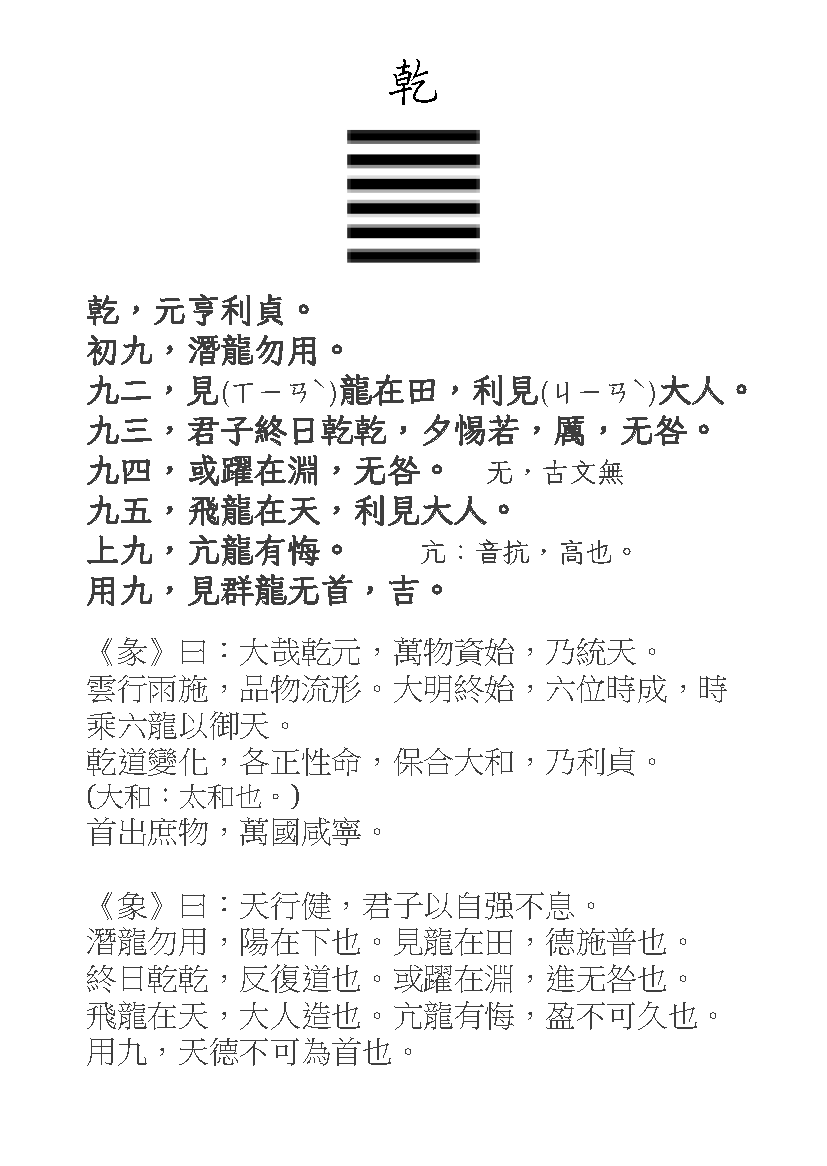 乾
乾，元亨利貞。
初九，潛龍勿用。
九二，見(ㄒㄧㄢˋ)龍在田，利見(ㄐㄧㄢˋ)大人。
九三，君子終日乾乾，夕惕若，厲，无咎。
九四，或躍在淵，无咎。 无，古文無
九五，飛龍在天，利見大人。
上九，亢龍有悔。 亢：音抗，高也。
用九，見群龍无首，吉。
《彖》曰：大哉乾元，萬物資始，乃統天。
雲行雨施，品物流形。大明終始，六位時成，時
乘六龍以御天。
乾道變化，各正性命，保合大和，乃利貞。
(大和：太和也。)
首出庶物，萬國咸寧。
《象》曰：天行健，君子以自强不息。
潛龍勿用，陽在下也。見龍在田，德施普也。
終日乾乾，反復道也。或躍在淵，進无咎也。
飛龍在天，大人造也。亢龍有悔，盈不可久也。
用九，天德不可為首也。